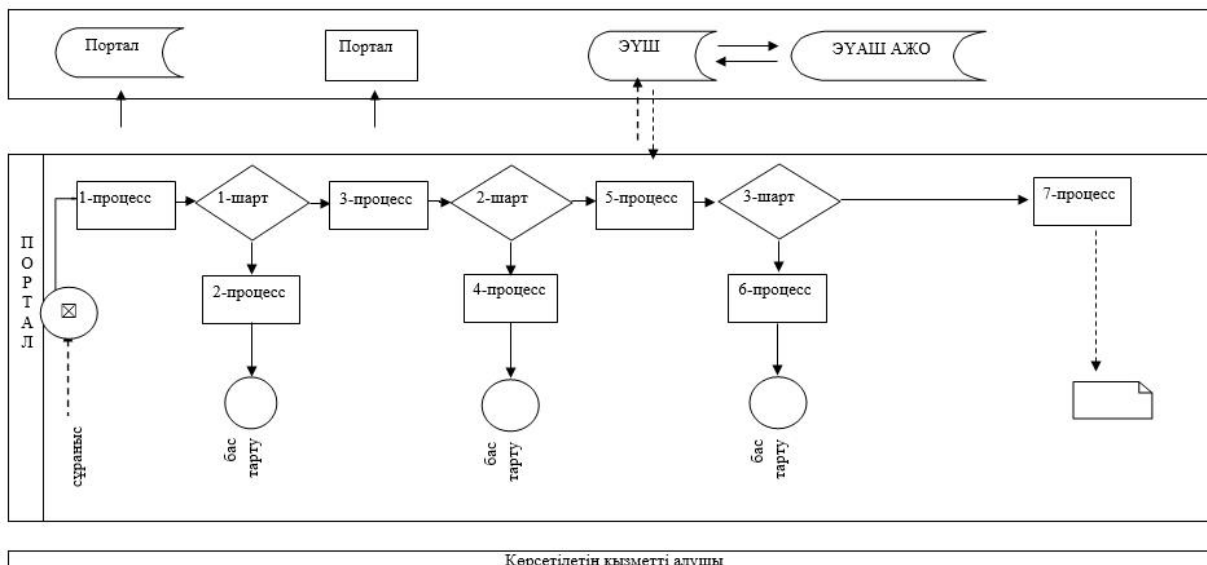 Портал
Портал
ЭҮШ
ЭҮАШ АЖО
ПОРТАЛ
1-процесс
1-шарт
3-процесс
2-шарт
5-процесс
3-шарт
7-процесс
2-процесс
4-процесс
6-процесс
сұраныс
бас
тарту
бас
тарту
бас
тарту
Көрсетілетін қызметті алушы